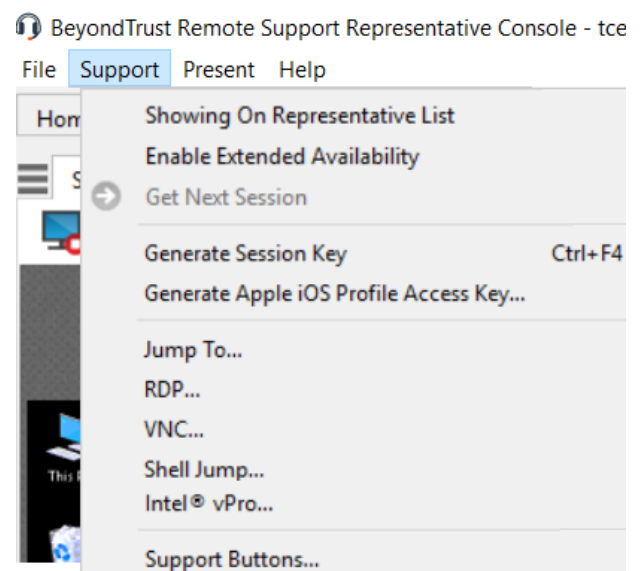 BeyondTrust Remote Support Representative Console - tce
File Support Present Help
Hom
S
Showing On Representative List
Enable Extended Availability
Get Next Session
Generate Session Key Ctrl+F4
Generate Apple iOS Profile Access Key...
Jump To...
RDP...
VNC...
Shell Jump...
This P
Intel® vPro...
Support Buttons...